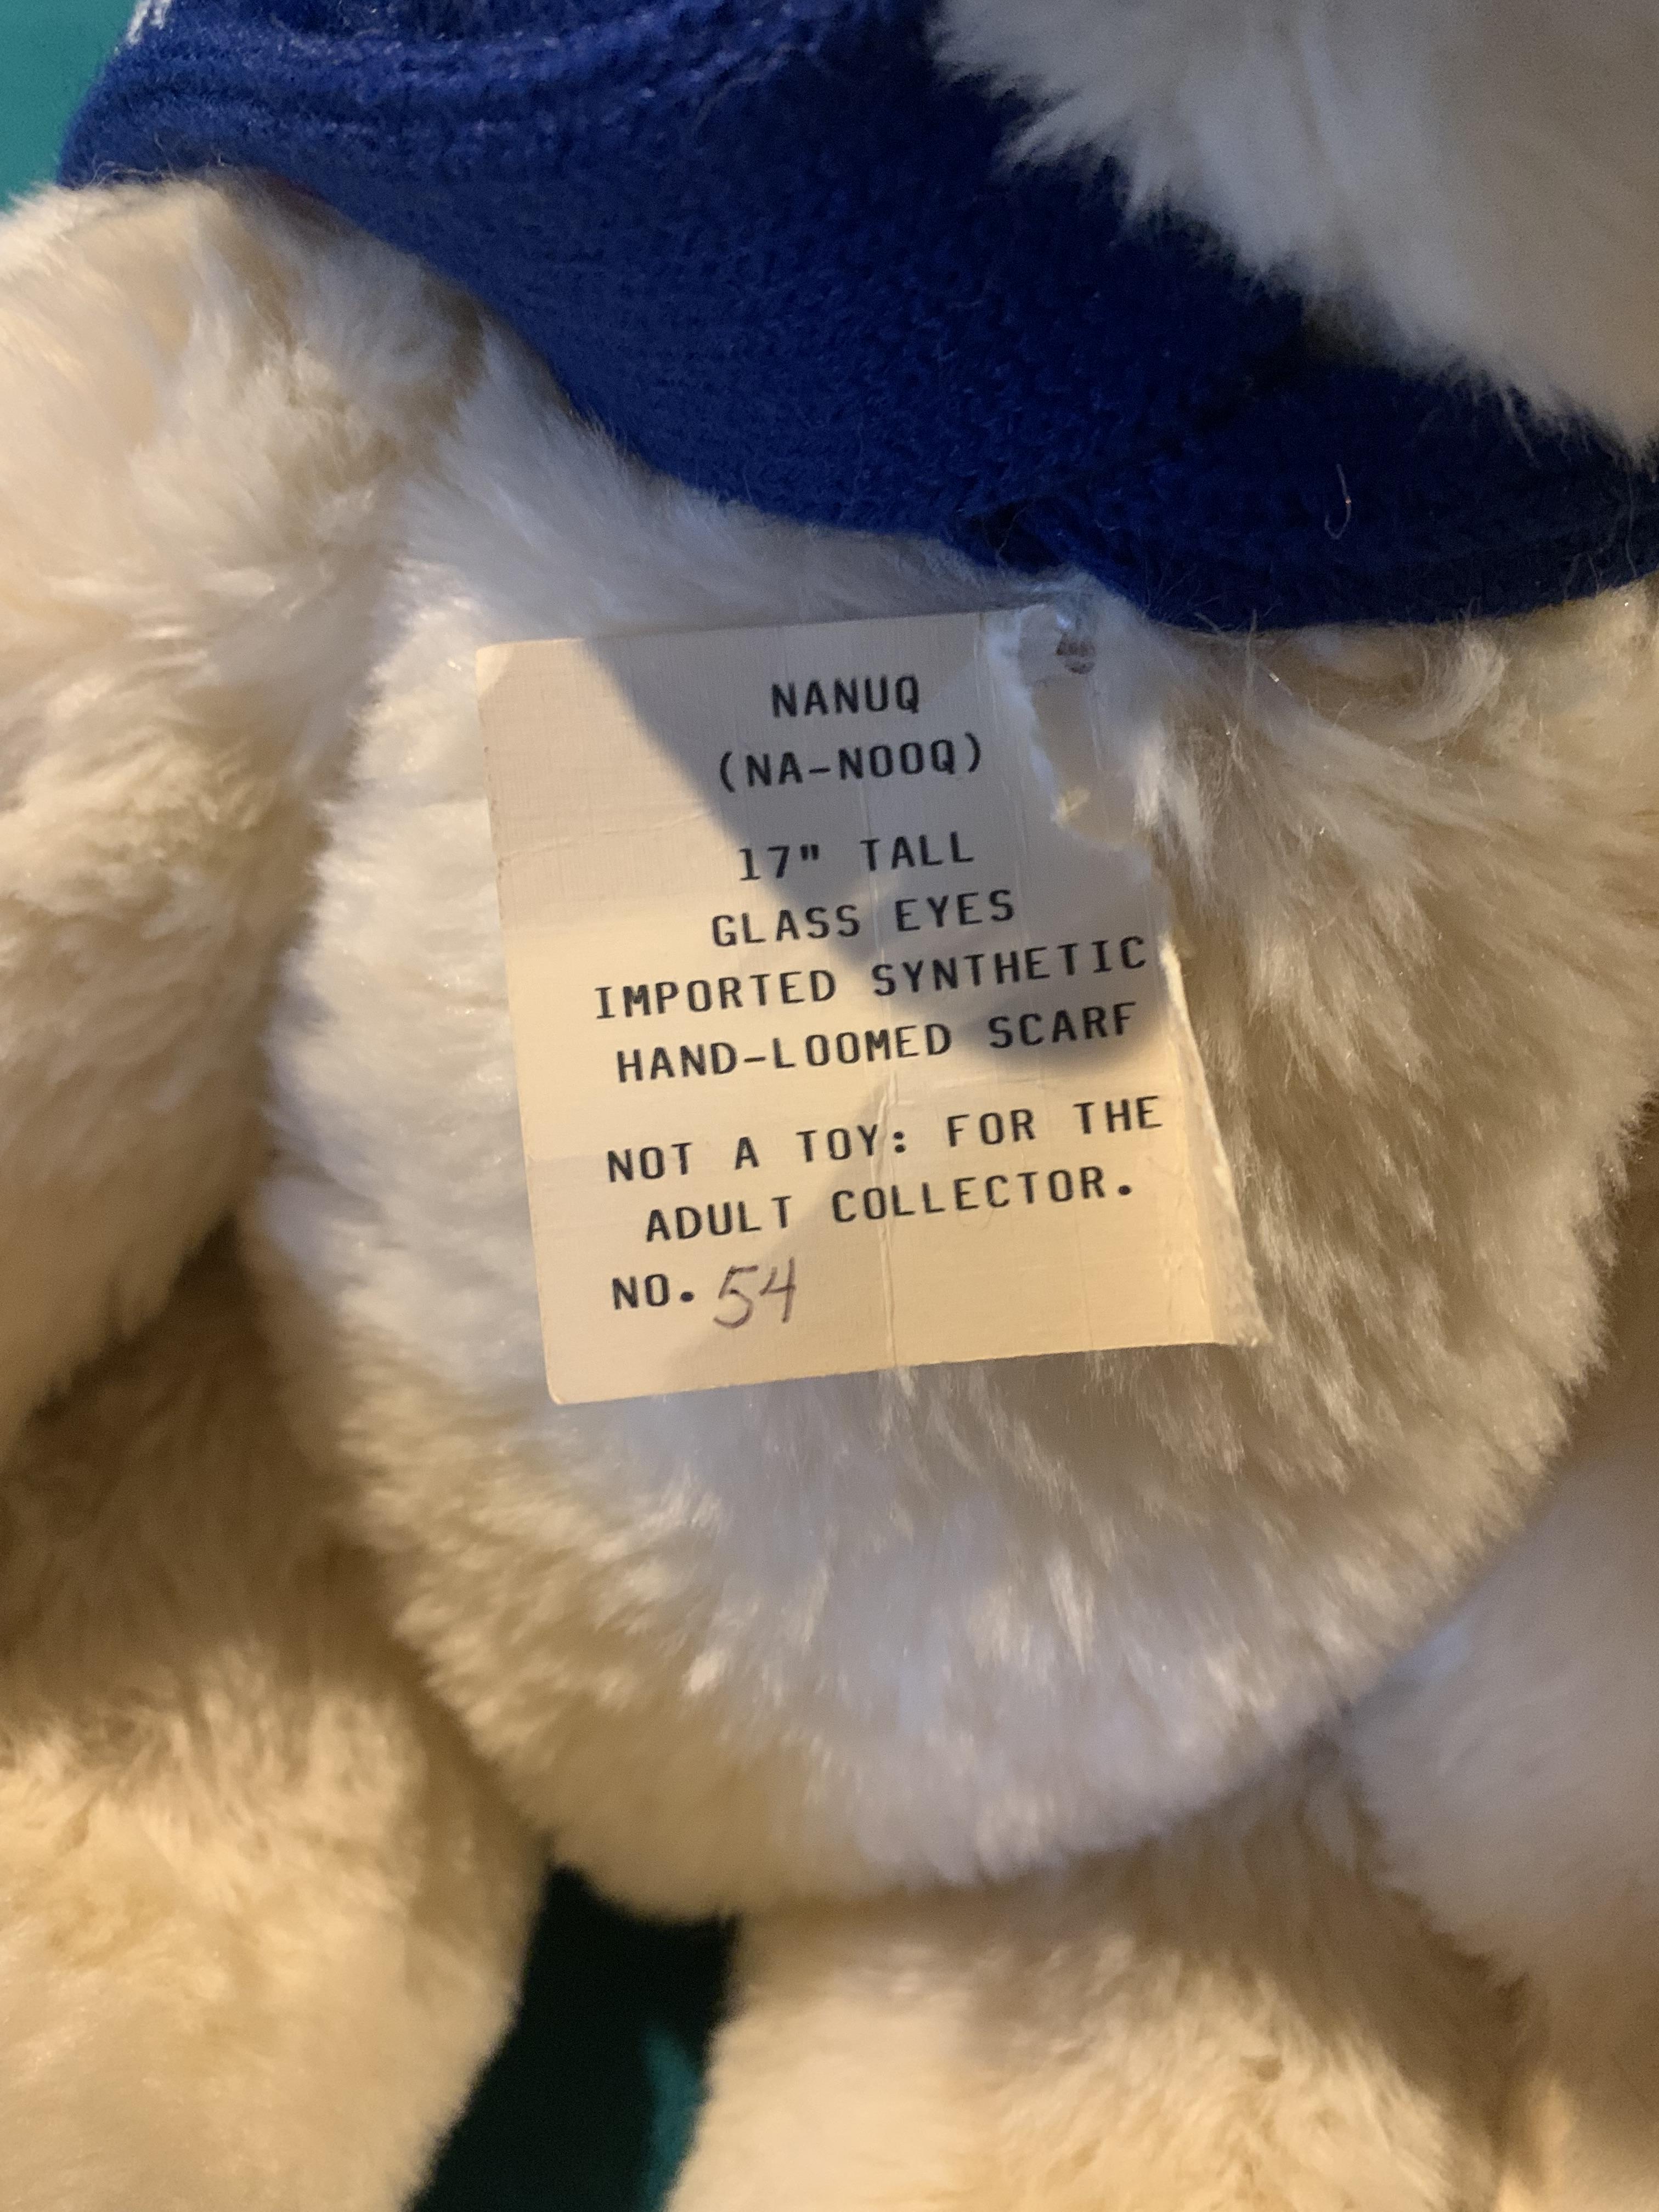 NANUQ
(NA-NOOQ)
17" TALL
GLASS EYES
IMPORTED SYNTHETIC
HAND-LOOMED SCARF
NOT A TOY: FOR THE
ADULT COLLECTOR.
NO. 54